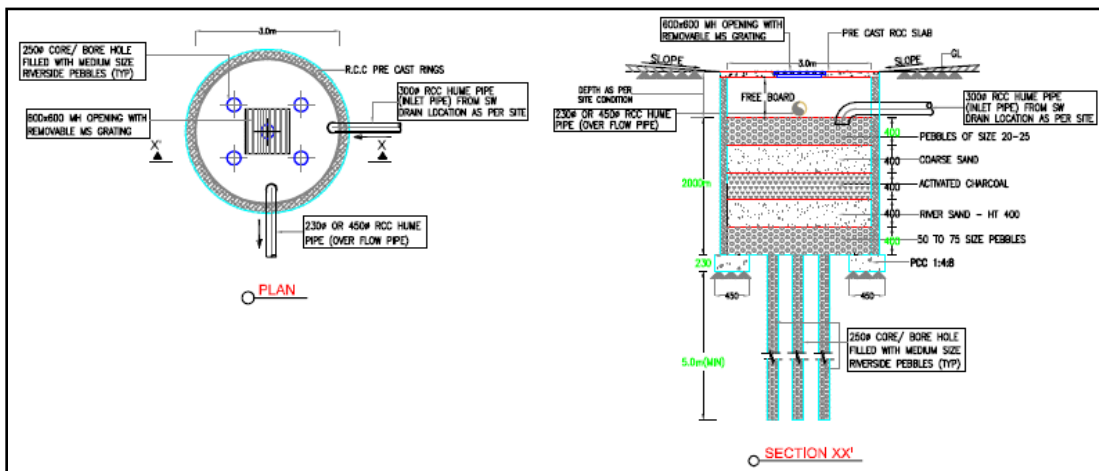 3.0m
250ø CORE/ BORE HOLE
FILLED WITH MEDIUM SIZE
RIVERSIDE PEBBLES (TYP)
R.C.C PRE CAST RINGS
300ø RCC HUME PIPE
(INLET PIPE) FROM SW
DRAIN LOCATION AS PER SITE
600x600 MH OPENING WITH
REMOVABLE MS GRATING
X'
X
230ø OR 450ø RCC HUME
PIPE (OVER FLOW PIPE)
PLAN
600x600 MH OPENING WITH
REMOVABLE MS GRATING
PRE CAST RCC SLAB
SLOPE
3.0m
SLOPE
GL
DEPTH AS PER
SITE CONDITION
FREE BOARD
230ø OR 450ø RCC HUME
PIPE (OVER FLOW PIPE)
300ø RCC HUME PIPE
(INLET PIPE) FROM SW
DRAIN LOCATION AS PER SITE
400
PEBBLES OF SIZE 20-25
400
COARSE SAND
2000m
400
ACTIVATED CHARCOAL
400
RIVER SAND - HT 400
400
50 TO 75 SIZE PEBBLES
230
PCC 1:4:8
450
450
250ø CORE/ BORE HOLE
FILLED WITH MEDIUM SIZE
RIVERSIDE PEBBLES (TYP)
5.0m(MIN)
SECTION XX'